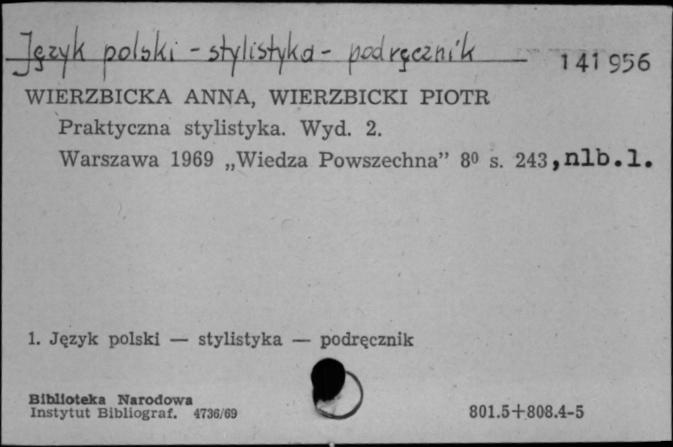 Język polski - stylistyka - podręcznik 141 956
WIERZBICKA ANNA, WIERZBICKI PIOTR
Praktyczna stylistyka. Wyd. 2.
Warszawa 1969 „Wiedza Powszechna” 8⁰ s. 243, nlb.1.
1. Język polski — stylistyka — podręcznik
Biblioteka Narodowa
Instytut Bibliograf. 4736/69 801.5+808.4-5